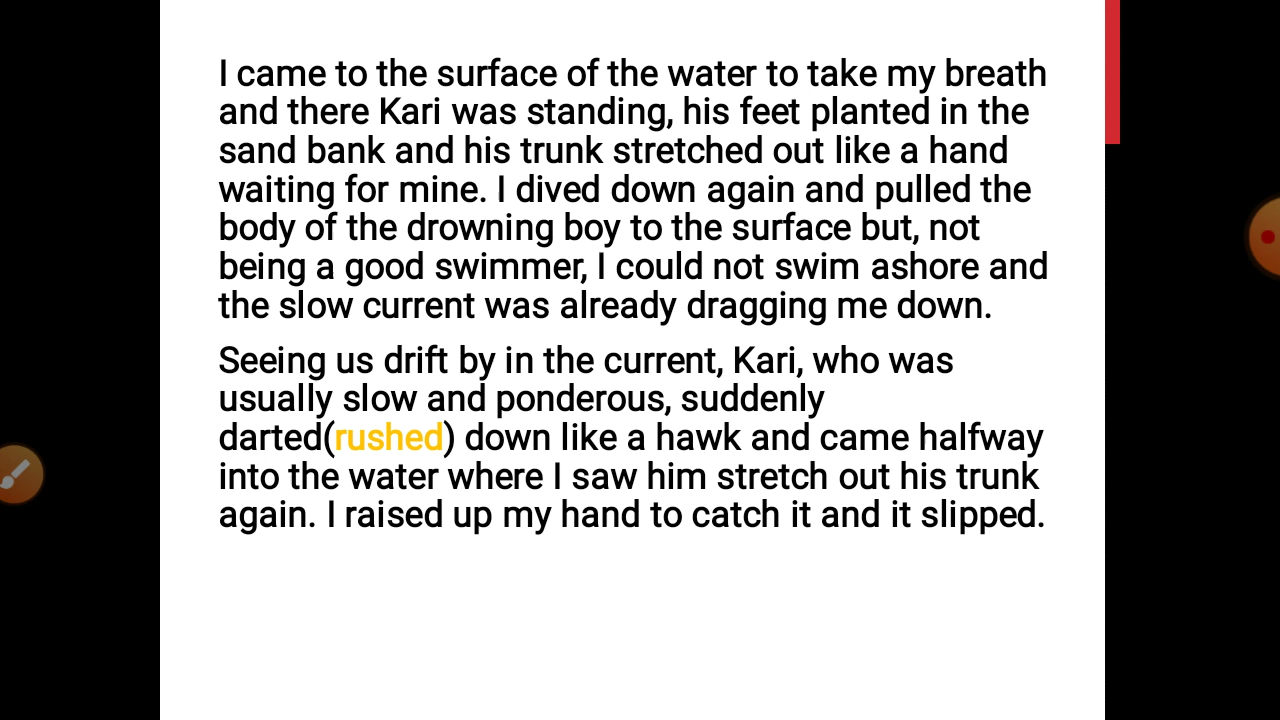 I came to the surface of the water to take my breath
and there Kari was standing, his feet planted in the
sand bank and his trunk stretched out like a hand
waiting for mine. I dived down again and pulled the
body of the drowning boy to the surface but, not
being a good swimmer, I could not swim ashore and
the slow current was already dragging me down.
Seeing us drift by in the current, Kari, who was
usually slow and ponderous, suddenly
darted(rushed) down like a hawk and came halfway
into the water where I saw him stretch out his trunk
again. I raised up my hand to catch it and it slipped.